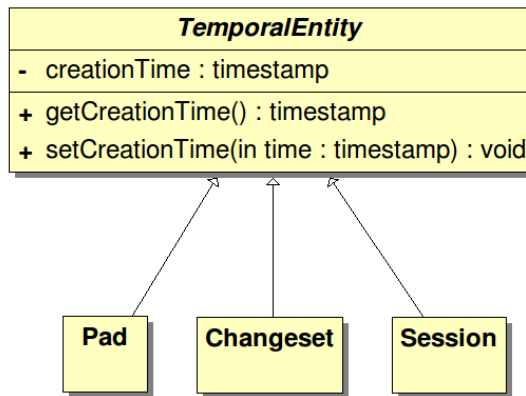 TemporalEntity
- creationTime : timestamp
+ getCreationTime() : timestamp
+ setCreationTime(in time : timestamp) : void
Pad Changeset Session